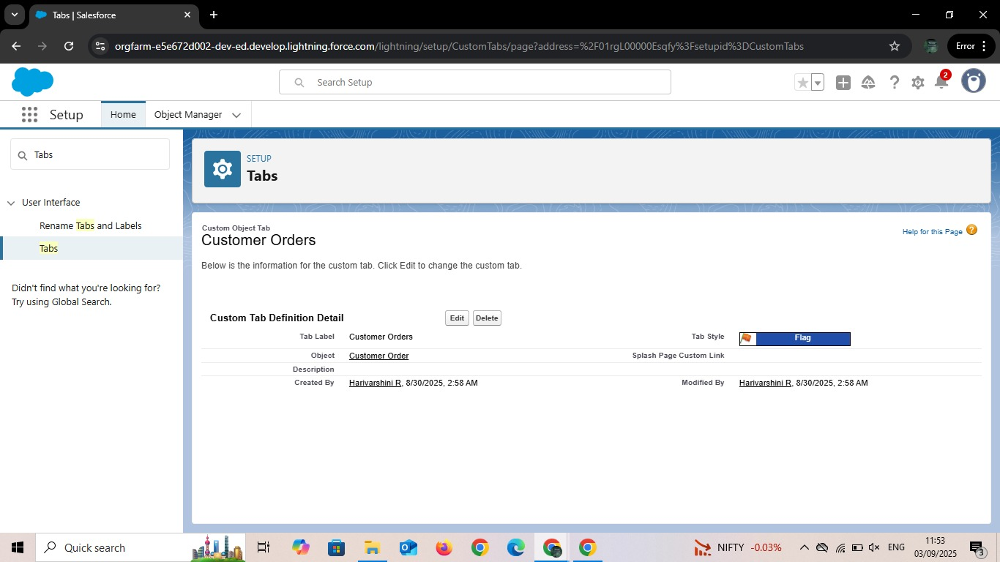 Tabs | Salesforce
orgfarm-e5e672d002-dev-ed.develop.lightning.force.com/lightning/setup/CustomTabs/page?address=%2F01rgL00000Esqfy%3Fsetupid%3DCustomTabs
Error
Search Setup
2
Setup
Home
Object Manager
Tabs
SETUP
Tabs
User Interface
Rename Tabs and Labels
Tabs
Didn't find what you're looking for?
Try using Global Search.
Custom Object Tab
Customer Orders
Help for this Page ?
Below is the information for the custom tab. Click Edit to change the custom tab.
Custom Tab Definition Detail Edit Delete
Tab Label Customer Orders Tab Style Flag
Object Customer Order Splash Page Custom Link
Description
Created By Harivarshini R, 8/30/2025, 2:58 AM Modified By Harivarshini R, 8/30/2025, 2:58 AM
Quick search
NIFTY -0.03%
ENG
11:53
03/09/2025
3